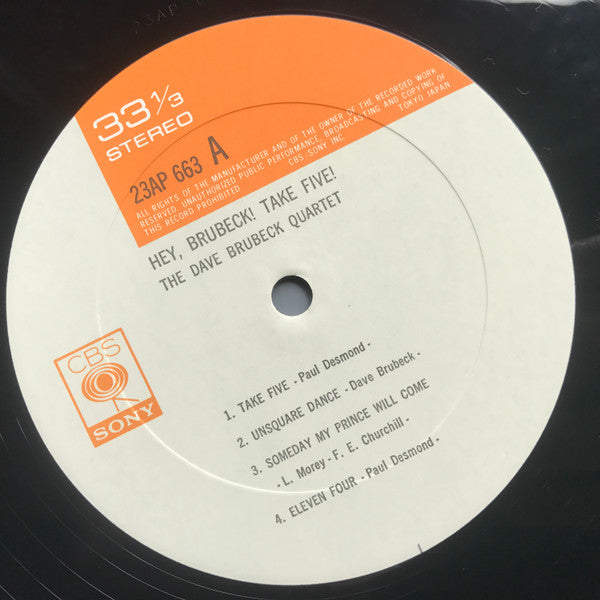 33 1/3
STEREO
23AP 663 A
ALL RIGHTS OF THE MANUFACTURER AND OF THE OWNER OF THE RECORDED WORK
RESERVED. UNAUTHORIZED PUBLIC PERFORMANCE, BROADCASTING AND COPYING OF
THIS RECORD PROHIBITED CBS/SONY INC TOKYO JAPAN
HEY, BRUBECK! TAKE FIVE!
THE DAVE BRUBECK QUARTET
CBS
SONY
1. TAKE FIVE - Paul Desmond -
2. UNSQUARE DANCE - Dave Brubeck -
3. SOMEDAY MY PRINCE WILL COME
- L. Morey - F. E. Churchill -
4. ELEVEN FOUR - Paul Desmond -